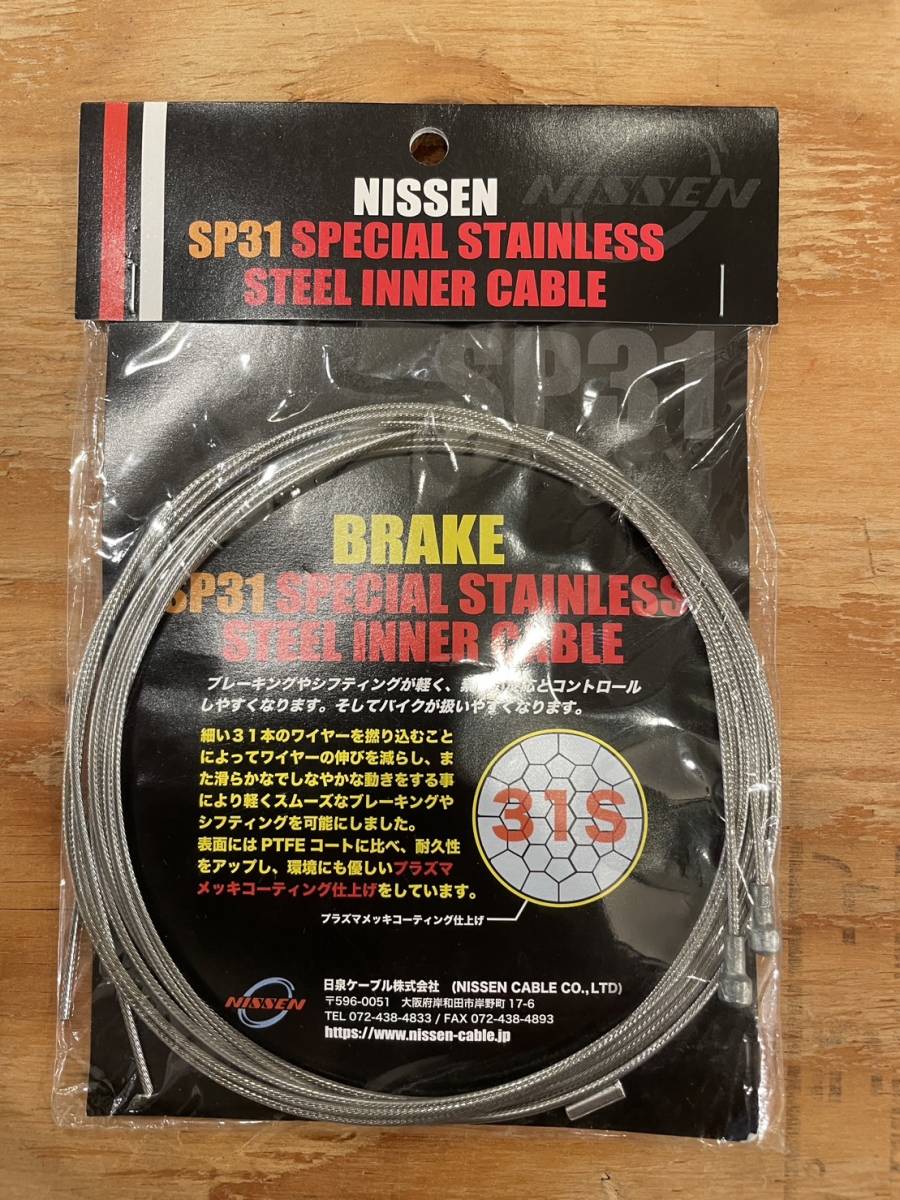 NISSEN
NISSEN
SP31 SPECIAL STAINLESS
STEEL INNER CABLE
SP31
BRAKE
SP31 SPECIAL STAINLESS
STEEL INNER CABLE
ブレーキングやシフティングが軽く、とコントロール
しやすくなります。そしてバイクが扱いやすくなります。
細い31本のワイヤーを撚り込むこと
によってワイヤーの伸びを減らし、ま
た滑らかなでしなやかな動きをする事
により軽くスムーズなブレーキングや
シフティングを可能にしました。
表面には PTFE コートに比べ、耐久性
をアップし、環境にも優しいプラズマ
メッキコーティング仕上げをしています。
31S
プラズマメッキコーティング仕上げ
NISSEN
日泉ケーブル株式会社 (NISSEN CABLE CO.,LTD)
〒596-0051 大阪府岸和田市岸野町 17-6
TEL 072-438-4833 / FAX 072-438-4893
https://www.nissen-cable.jp